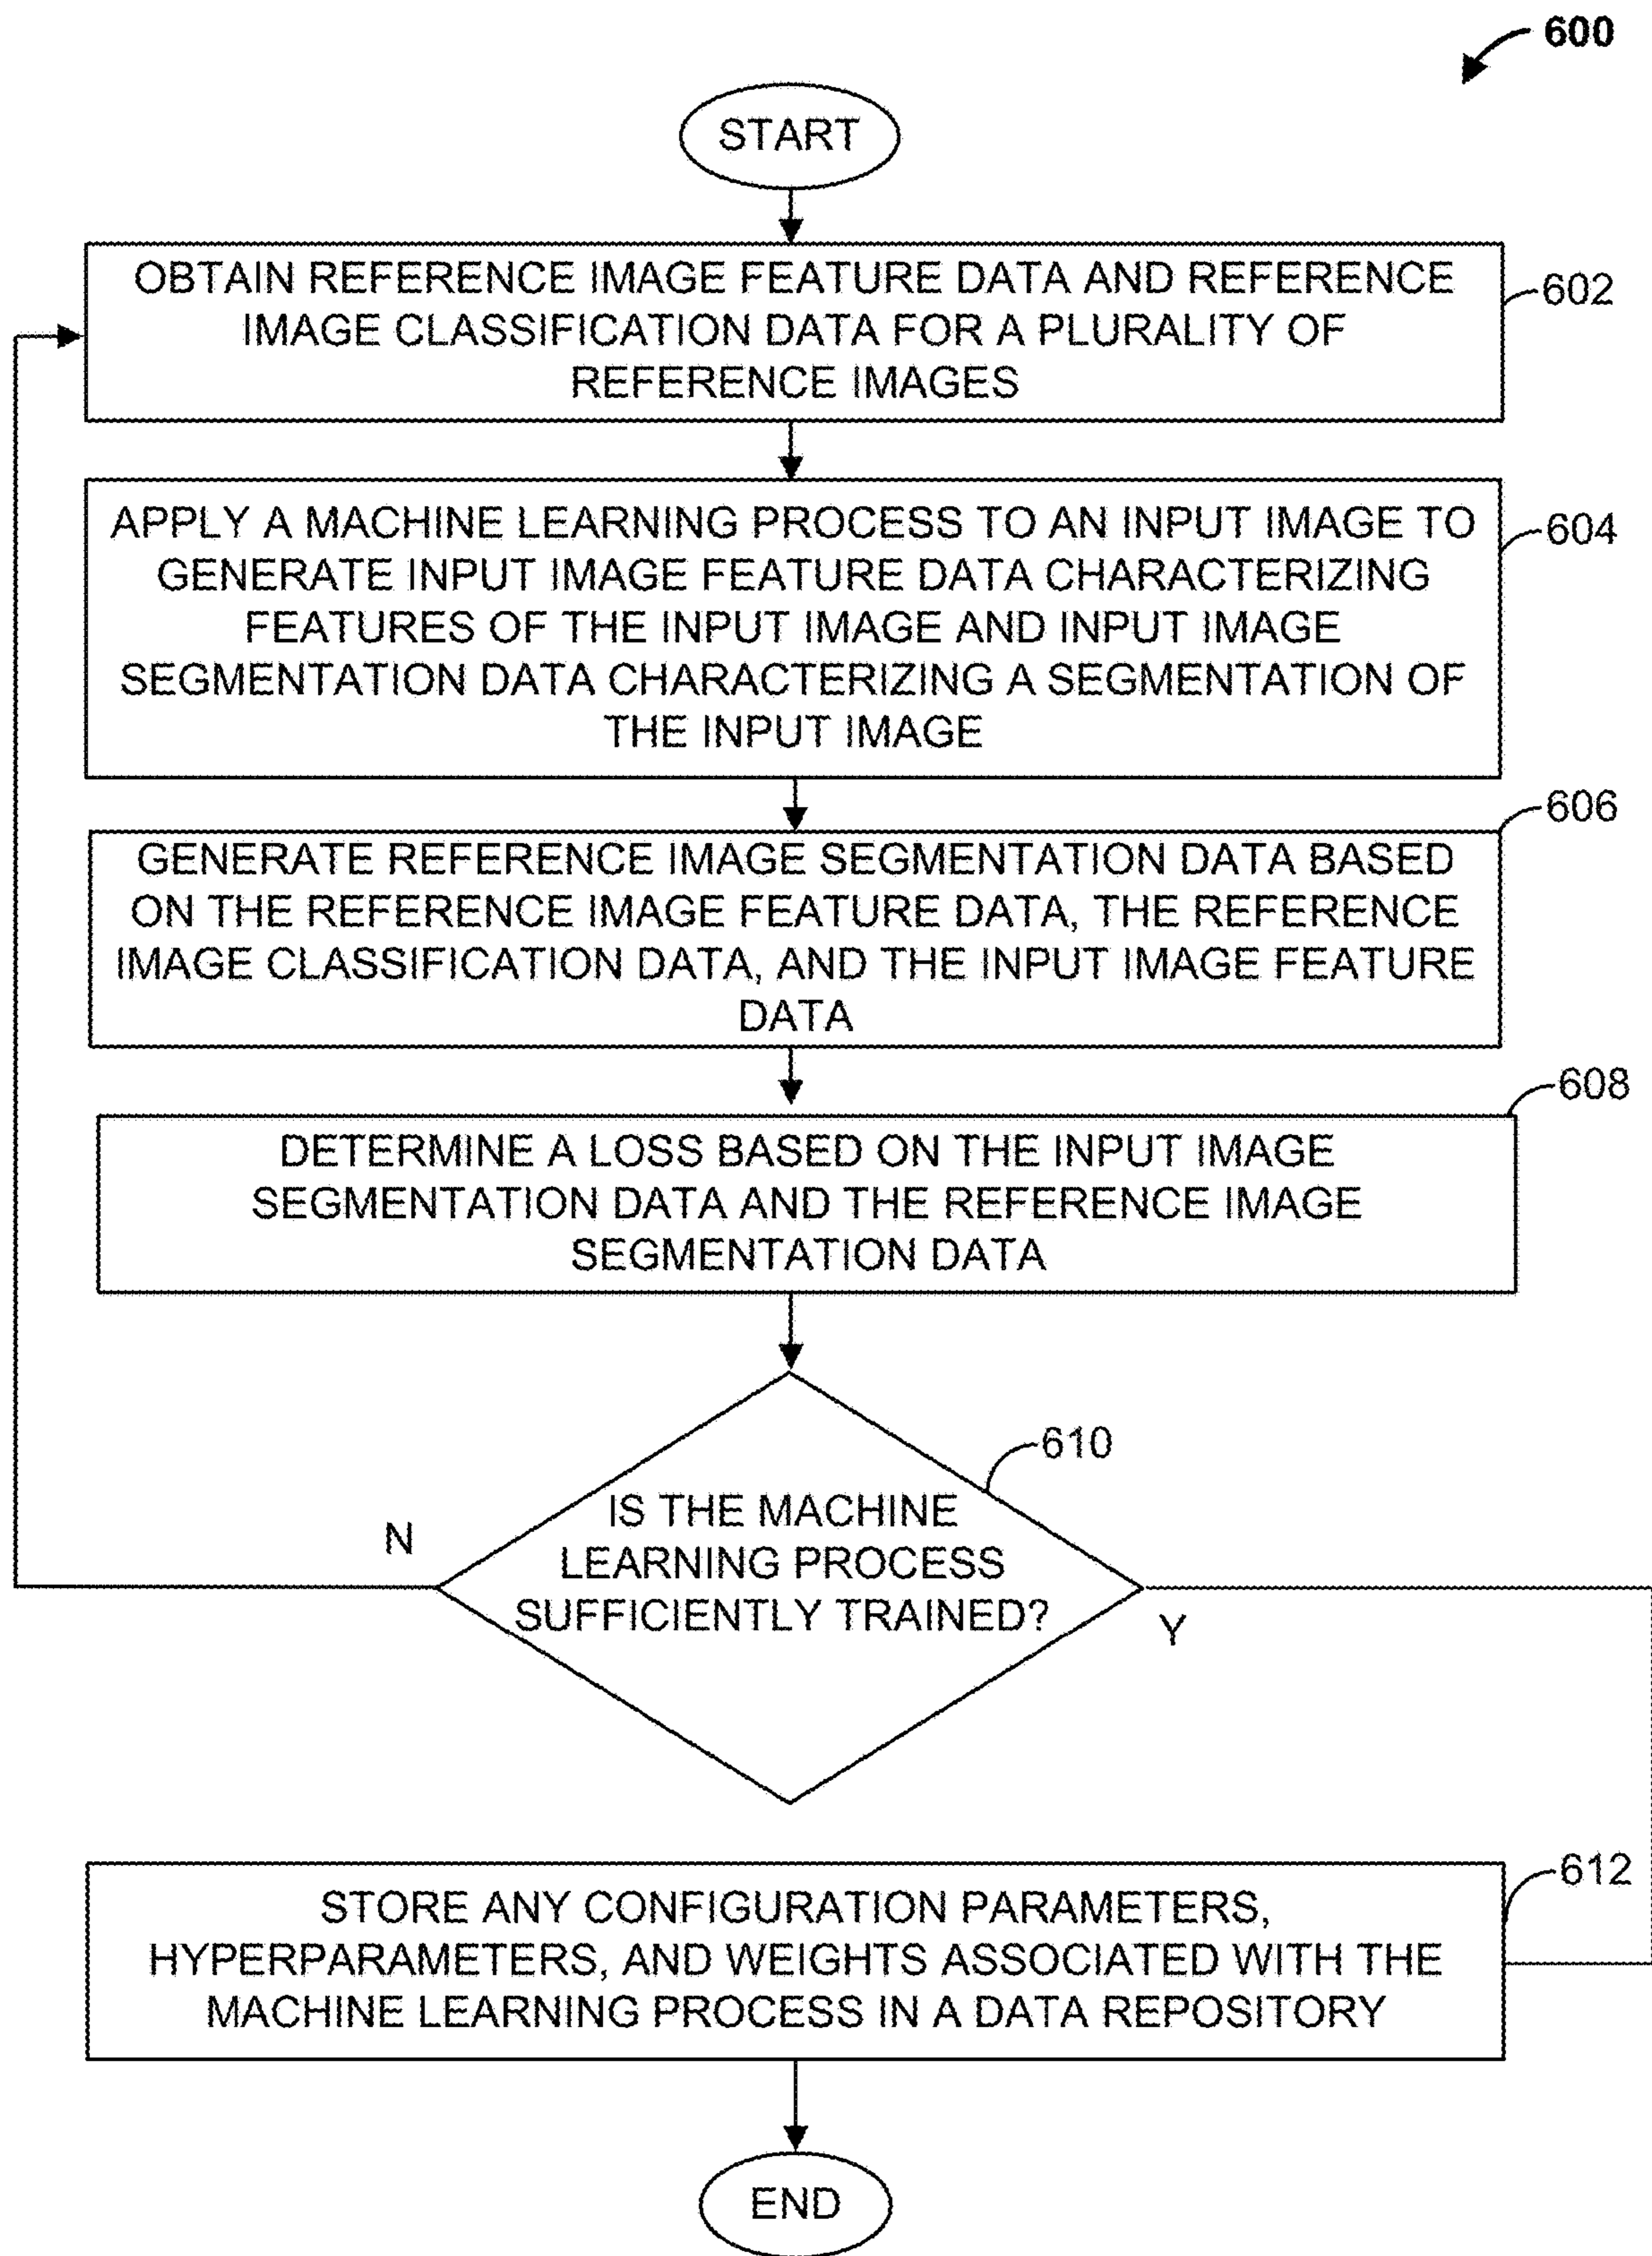 600
START
OBTAIN REFERENCE IMAGE FEATURE DATA AND REFERENCE
IMAGE CLASSIFICATION DATA FOR A PLURALITY OF
REFERENCE IMAGES
602
APPLY A MACHINE LEARNING PROCESS TO AN INPUT IMAGE TO
GENERATE INPUT IMAGE FEATURE DATA CHARACTERIZING
FEATURES OF THE INPUT IMAGE AND INPUT IMAGE
SEGMENTATION DATA CHARACTERIZING A SEGMENTATION OF
THE INPUT IMAGE
604
GENERATE REFERENCE IMAGE SEGMENTATION DATA BASED
ON THE REFERENCE IMAGE FEATURE DATA, THE REFERENCE
IMAGE CLASSIFICATION DATA, AND THE INPUT IMAGE FEATURE
DATA
606
DETERMINE A LOSS BASED ON THE INPUT IMAGE
SEGMENTATION DATA AND THE REFERENCE IMAGE
SEGMENTATION DATA
608
IS THE MACHINE
LEARNING PROCESS
SUFFICIENTLY TRAINED?
610
N
Y
STORE ANY CONFIGURATION PARAMETERS,
HYPERPARAMETERS, AND WEIGHTS ASSOCIATED WITH THE
MACHINE LEARNING PROCESS IN A DATA REPOSITORY
612
END